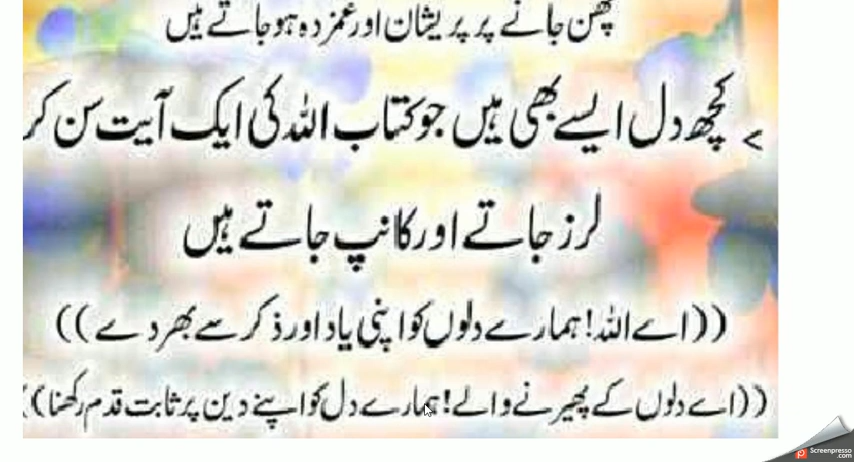 چھن جانے پر پریشان اور غمزدہ ہو جاتے ہیں
> کچھ دل ایسے بھی ہیں جو کتاب اللہ کی ایک آیت سن کر
لرز جاتے اور کانپ جاتے ہیں
((اے اللہ! ہمارے دلوں کو اپنی یاد اور ذکر سے بھر دے))
((اے دلوں کے پھیرنے والے! ہمارے دل کو اپنے دین پر ثابت قدم رکھنا))
Screenpresso
.com